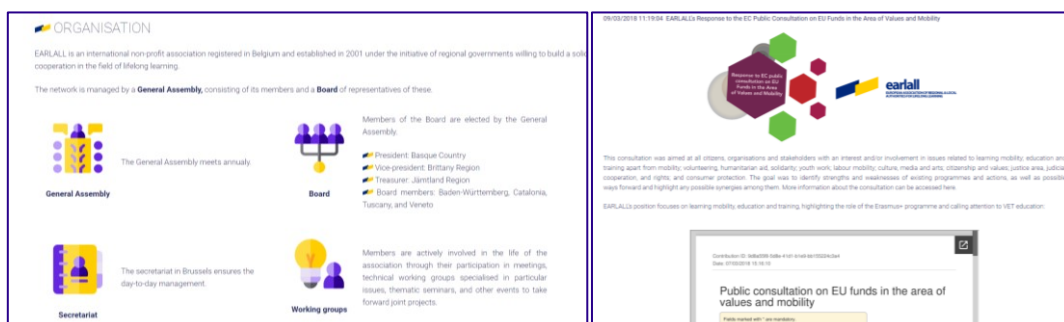 ORGANISATION
EARLALL is an international non-profit association registered in Belgium and established in 2001 under the initiative of regional governments willing to build a
cooperation in the field of lifelong learning.
The network is managed by a General Assembly, consisting of its members and a Board of representatives of these.
The General Assembly meets annualy.
General Assembly
Members of the Board are elected by the General
Assembly.
President: Basque Country
Vice-president: Brittany Region
Treasurer: Jämtland Region
Board members: Baden-Württemberg, Catalonia,
Tuscany, and Veneto
Board
The secretariat in Brussels ensures the
day-to-day management.
Secretariat
Members are actively involved in the life of the
association through their participation in meetings,
technical working groups specialised in particular
issues, thematic seminars, and other events to take
forward joint projects.
Working groups
09/03/2018 11:19:04 EARLALL's Response to the EC Public Consultation on EU Funds in the Area of Values and Mobility
Response to EC public
consultation on EU
Funds in the Area
of Values and Mobility
earlall
EUROPEAN ASSOCIATION OF REGIONAL & LOCAL
AUTHORITIES FOR LIFELONG LEARNING
This consultation was aimed at all citizens, organisations and stakeholders with an interest and/or involvement in issues related to learning mobility; education and
training apart from mobility; volunteering, humanitarian aid, solidarity; youth work; labour mobility; culture, media and arts; citizenship and values; justice area, judicial
cooperation, and rights; and consumer protection. The goal was to identify strengths and weaknesses of existing programmes and actions, as well as possible
ways forward and highlight any possible synergies among them. More information about the consultation can be accessed here.
EARLALL's position focuses on learning mobility, education and training, highlighting the role of the Erasmus+ programme and calling attention to VET education:
Contribution ID:
Date:
Public consultation on EU funds in the area of
values and mobility
Fields marked with * are mandatory.